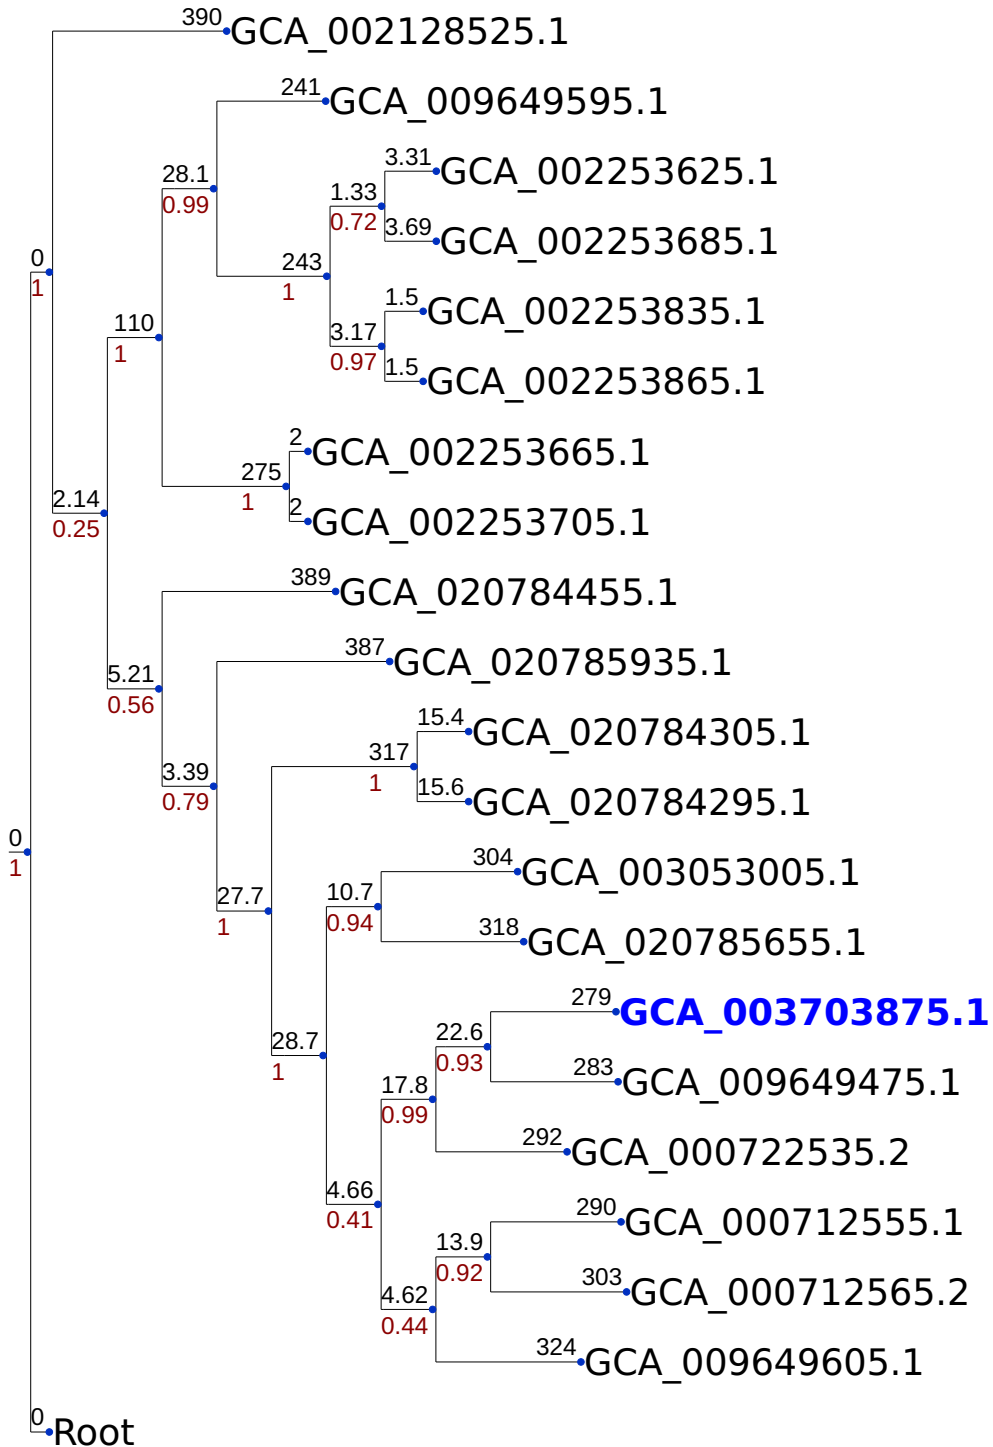 390
GCA_002128525.1
241
GCA_009649595.1
3.31
GCA_002253625.1
28.1
0.99
1.33
0.72
3.69
GCA_002253685.1
0
1
243
1
1.5
GCA_002253835.1
110
1
3.17
0.97
1.5
GCA_002253865.1
2
GCA_002253665.1
275
1
2.14
0.25
2
GCA_002253705.1
389
GCA_020784455.1
387
GCA_020785935.1
5.21
0.56
15.4
GCA_020784305.1
317
1
3.39
0.79
15.6
GCA_020784295.1
0
1
304
GCA_003053005.1
27.7
1
10.7
0.94
318
GCA_020785655.1
279
GCA_003703875.1
28.7
1
22.6
0.93
283
GCA_009649475.1
17.8
0.99
292
GCA_000722535.2
4.66
0.41
290
GCA_000712555.1
13.9
0.92
303
GCA_000712565.2
4.62
0.44
324
GCA_009649605.1
0
Root